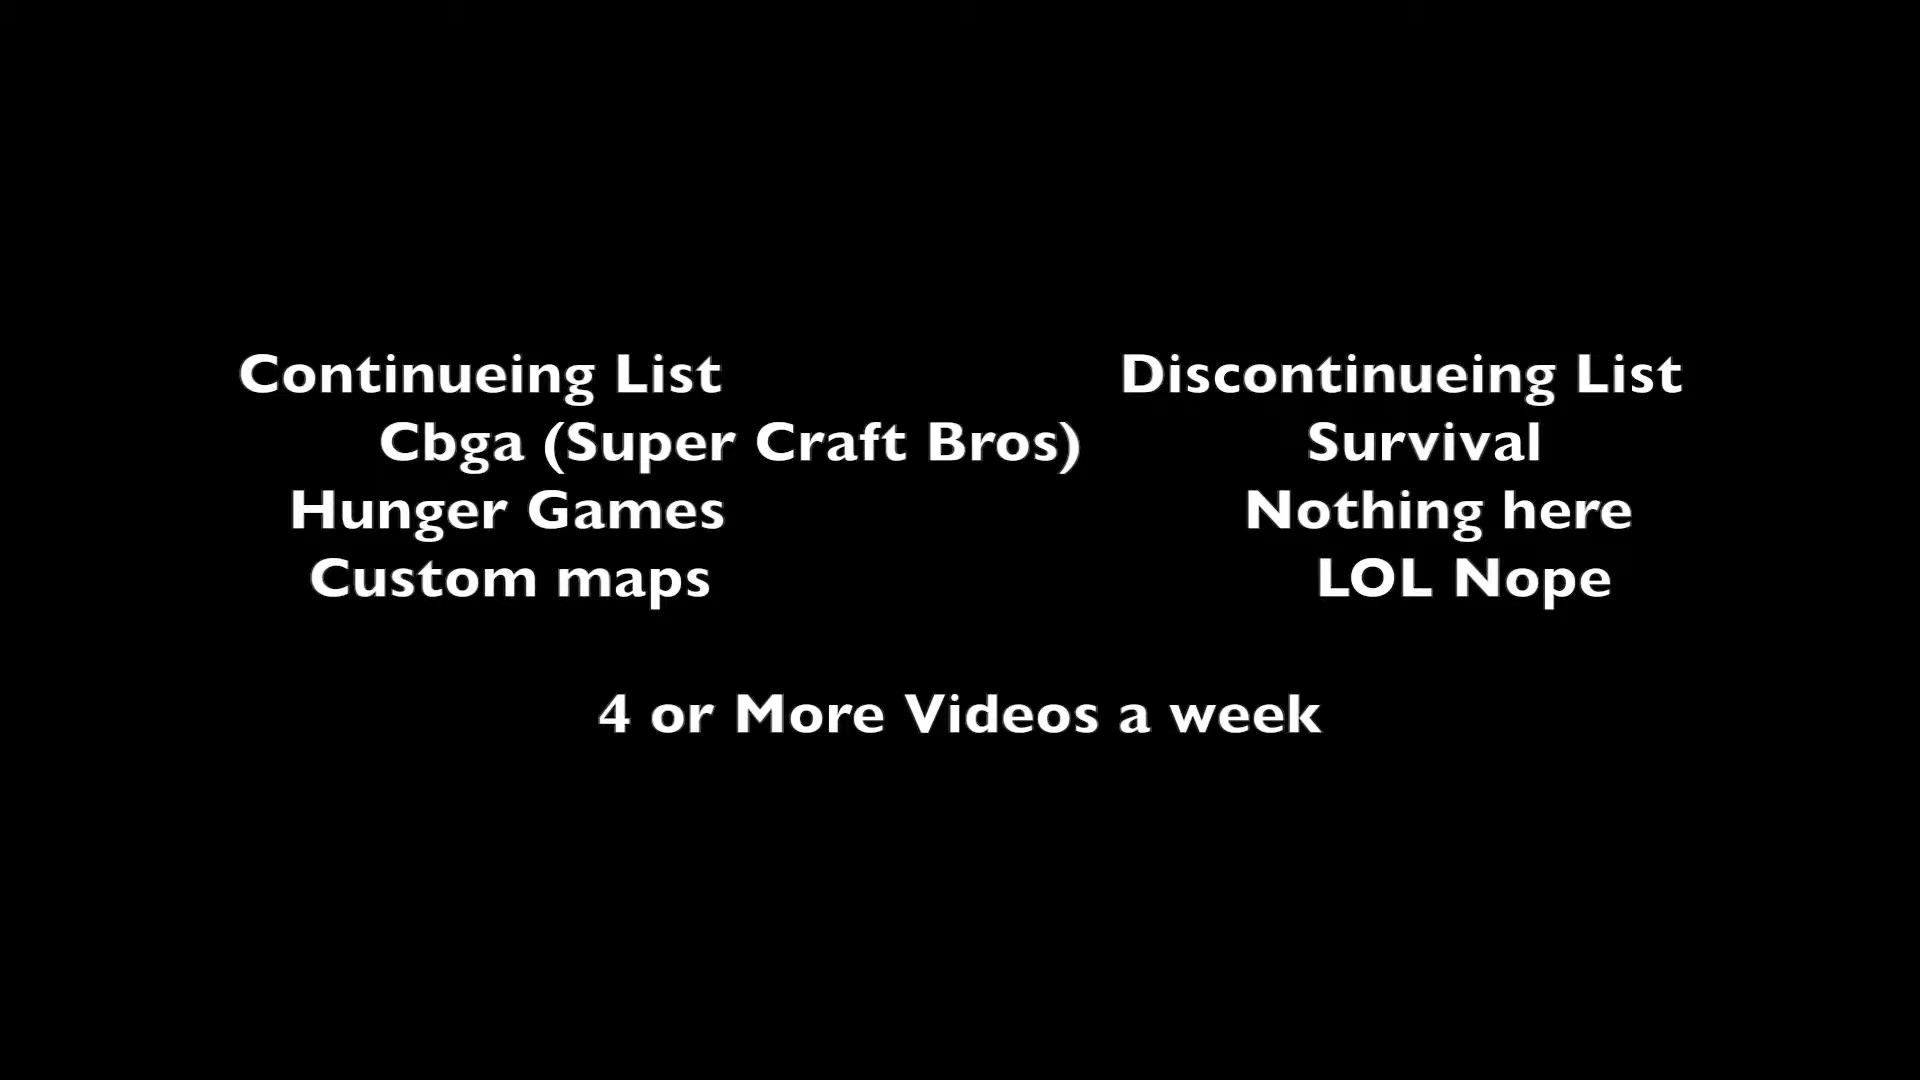 Continueing List Discontinueing List
Cbga (Super Craft Bros) Survival
Hunger Games Nothing here
Custom maps LOL Nope
4 or More Videos a week